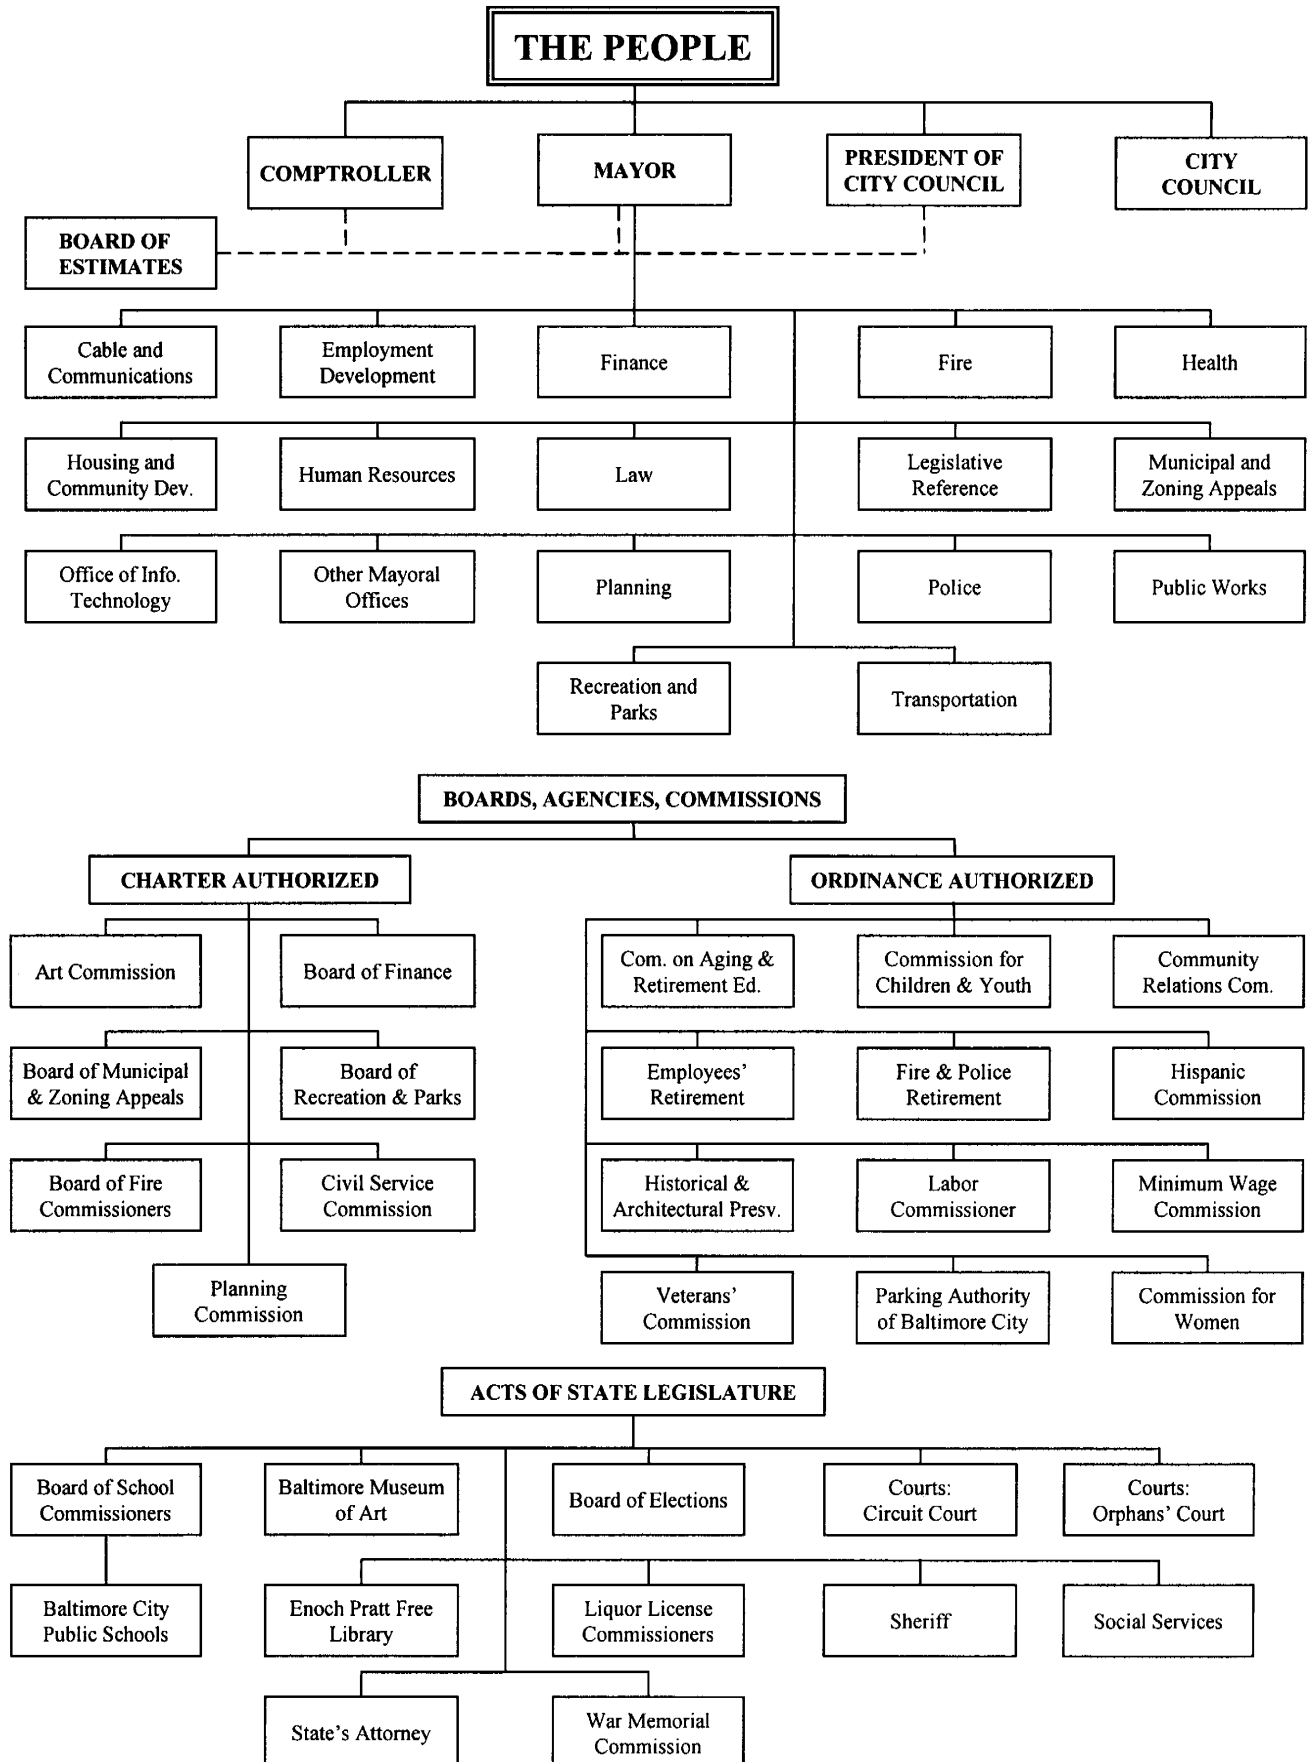 THE PEOPLE
COMPTROLLER
MAYOR
PRESIDENT OF
CITY COUNCIL
CITY
COUNCIL
BOARD OF
ESTIMATES
Cable and
Communications
Employment
Development
Finance
Fire
Health
Housing and
Community Dev.
Human Resources
Law
Legislative
Reference
Municipal and
Zoning Appeals
Office of Info.
Technology
Other Mayoral
Offices
Planning
Police
Public Works
Recreation and
Parks
Transportation
BOARDS, AGENCIES, COMMISSIONS
CHARTER AUTHORIZED
Art Commission
Board of Finance
Board of Municipal
& Zoning Appeals
Board of
Recreation & Parks
Board of Fire
Commissioners
Civil Service
Commission
Planning
Commission
ORDINANCE AUTHORIZED
Com. on Aging &
Retirement Ed.
Commission for
Children & Youth
Community
Relations Com.
Employees'
Retirement
Fire & Police
Retirement
Hispanic
Commission
Historical &
Architectural Presv.
Labor
Commissioner
Minimum Wage
Commission
Veterans'
Commission
Parking Authority
of Baltimore City
Commission for
Women
ACTS OF STATE LEGISLATURE
Board of School
Commissioners
Baltimore Museum
of Art
Board of Elections
Courts:
Circuit Court
Courts:
Orphans' Court
Baltimore City
Public Schools
Enoch Pratt Free
Library
Liquor License
Commissioners
Sheriff
Social Services
State's Attorney
War Memorial
Commission